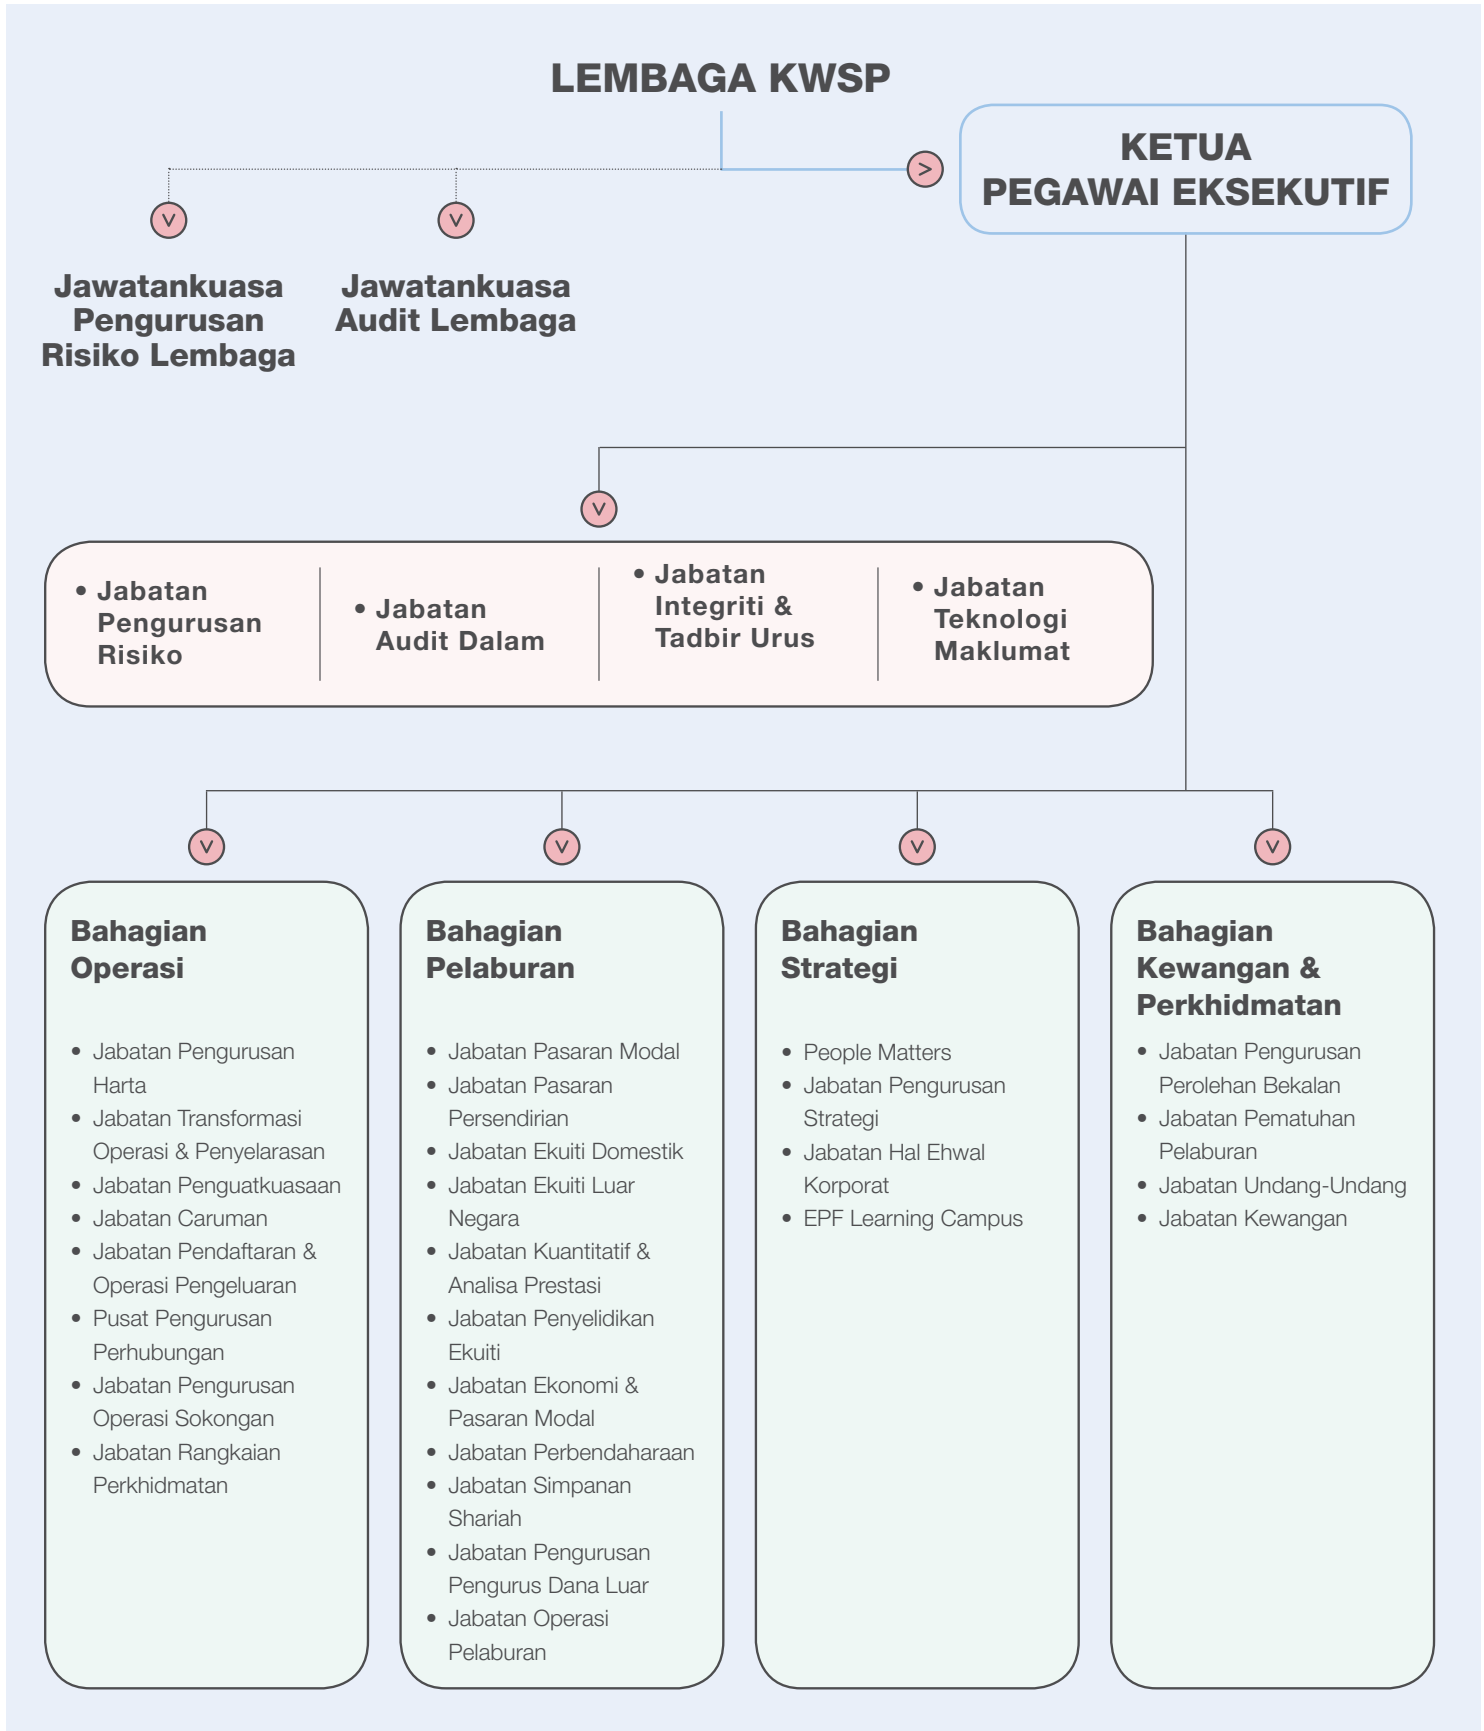 LEMBAGA KWSP
KETUA
PEGAWAI EKSEKUTIF
Jawatankuasa
Pengurusan
Risiko Lembaga
Jawatankuasa
Audit Lembaga
• Jabatan
Pengurusan
Risiko
• Jabatan
Audit Dalam
• Jabatan
Integriti &
Tadbir Urus
• Jabatan
Teknologi
Maklumat
Bahagian
Operasi
• Jabatan Pengurusan
Harta
• Jabatan Transformasi
Operasi & Penyelarasan
• Jabatan Penguatkuasaan
• Jabatan Caruman
• Jabatan Pendaftaran &
Operasi Pengeluaran
• Pusat Pengurusan
Perhubungan
• Jabatan Pengurusan
Operasi Sokongan
• Jabatan Rangkaian
Perkhidmatan
Bahagian
Pelaburan
• Jabatan Pasaran Modal
• Jabatan Pasaran
Persendirian
• Jabatan Ekuiti Domestik
• Jabatan Ekuiti Luar
Negara
• Jabatan Kuantitatif &
Analisa Prestasi
• Jabatan Penyelidikan
Ekuiti
• Jabatan Ekonomi &
Pasaran Modal
• Jabatan Perbendaharaan
• Jabatan Simpanan
Shariah
• Jabatan Pengurusan
Pengurus Dana Luar
• Jabatan Operasi
Pelaburan
Bahagian
Strategi
• People Matters
• Jabatan Pengurusan
Strategi
• Jabatan Hal Ehwal
Korporat
• EPF Learning Campus
Bahagian
Kewangan &
Perkhidmatan
• Jabatan Pengurusan
Perolehan Bekalan
• Jabatan Pematuhan
Pelaburan
• Jabatan Undang-Undang
• Jabatan Kewangan